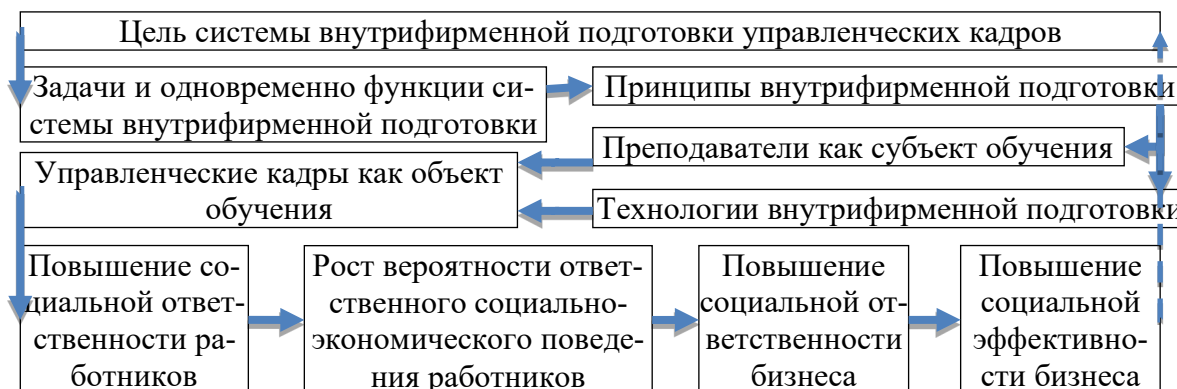 Цель системы внутрифирменной подготовки управленческих кадров
Задачи и одновременно функции си-
стемы внутрифирменной подготовки
Принципы внутрифирменной подготовки
Преподаватели как субъект обучения
Управленческие кадры как объект
обучения
Технологии внутрифирменной подготовки
Повышение со-
циальной ответ-
ственности ра-
ботников
Рост вероятности ответ-
ственного социально-
экономического поведе-
ния работников
Повышение
социальной от-
ветственности
бизнеса
Повышение
социальной
эффективно-
сти бизнеса